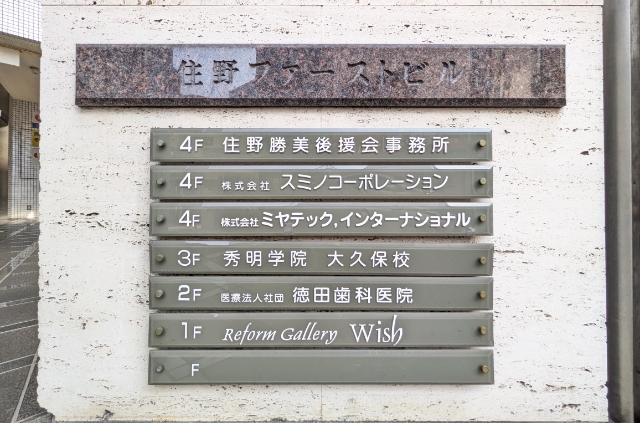 住野ファーストビル
4F 住野勝美後援会事務所
4F 株式会社 スミノコーポレーション
4F 株式会社 ミヤテック,インターナショナル
3F 秀明学院 大久保校
2F 医療法人社団 徳田歯科医院
1F Reform Gallery Wish
F